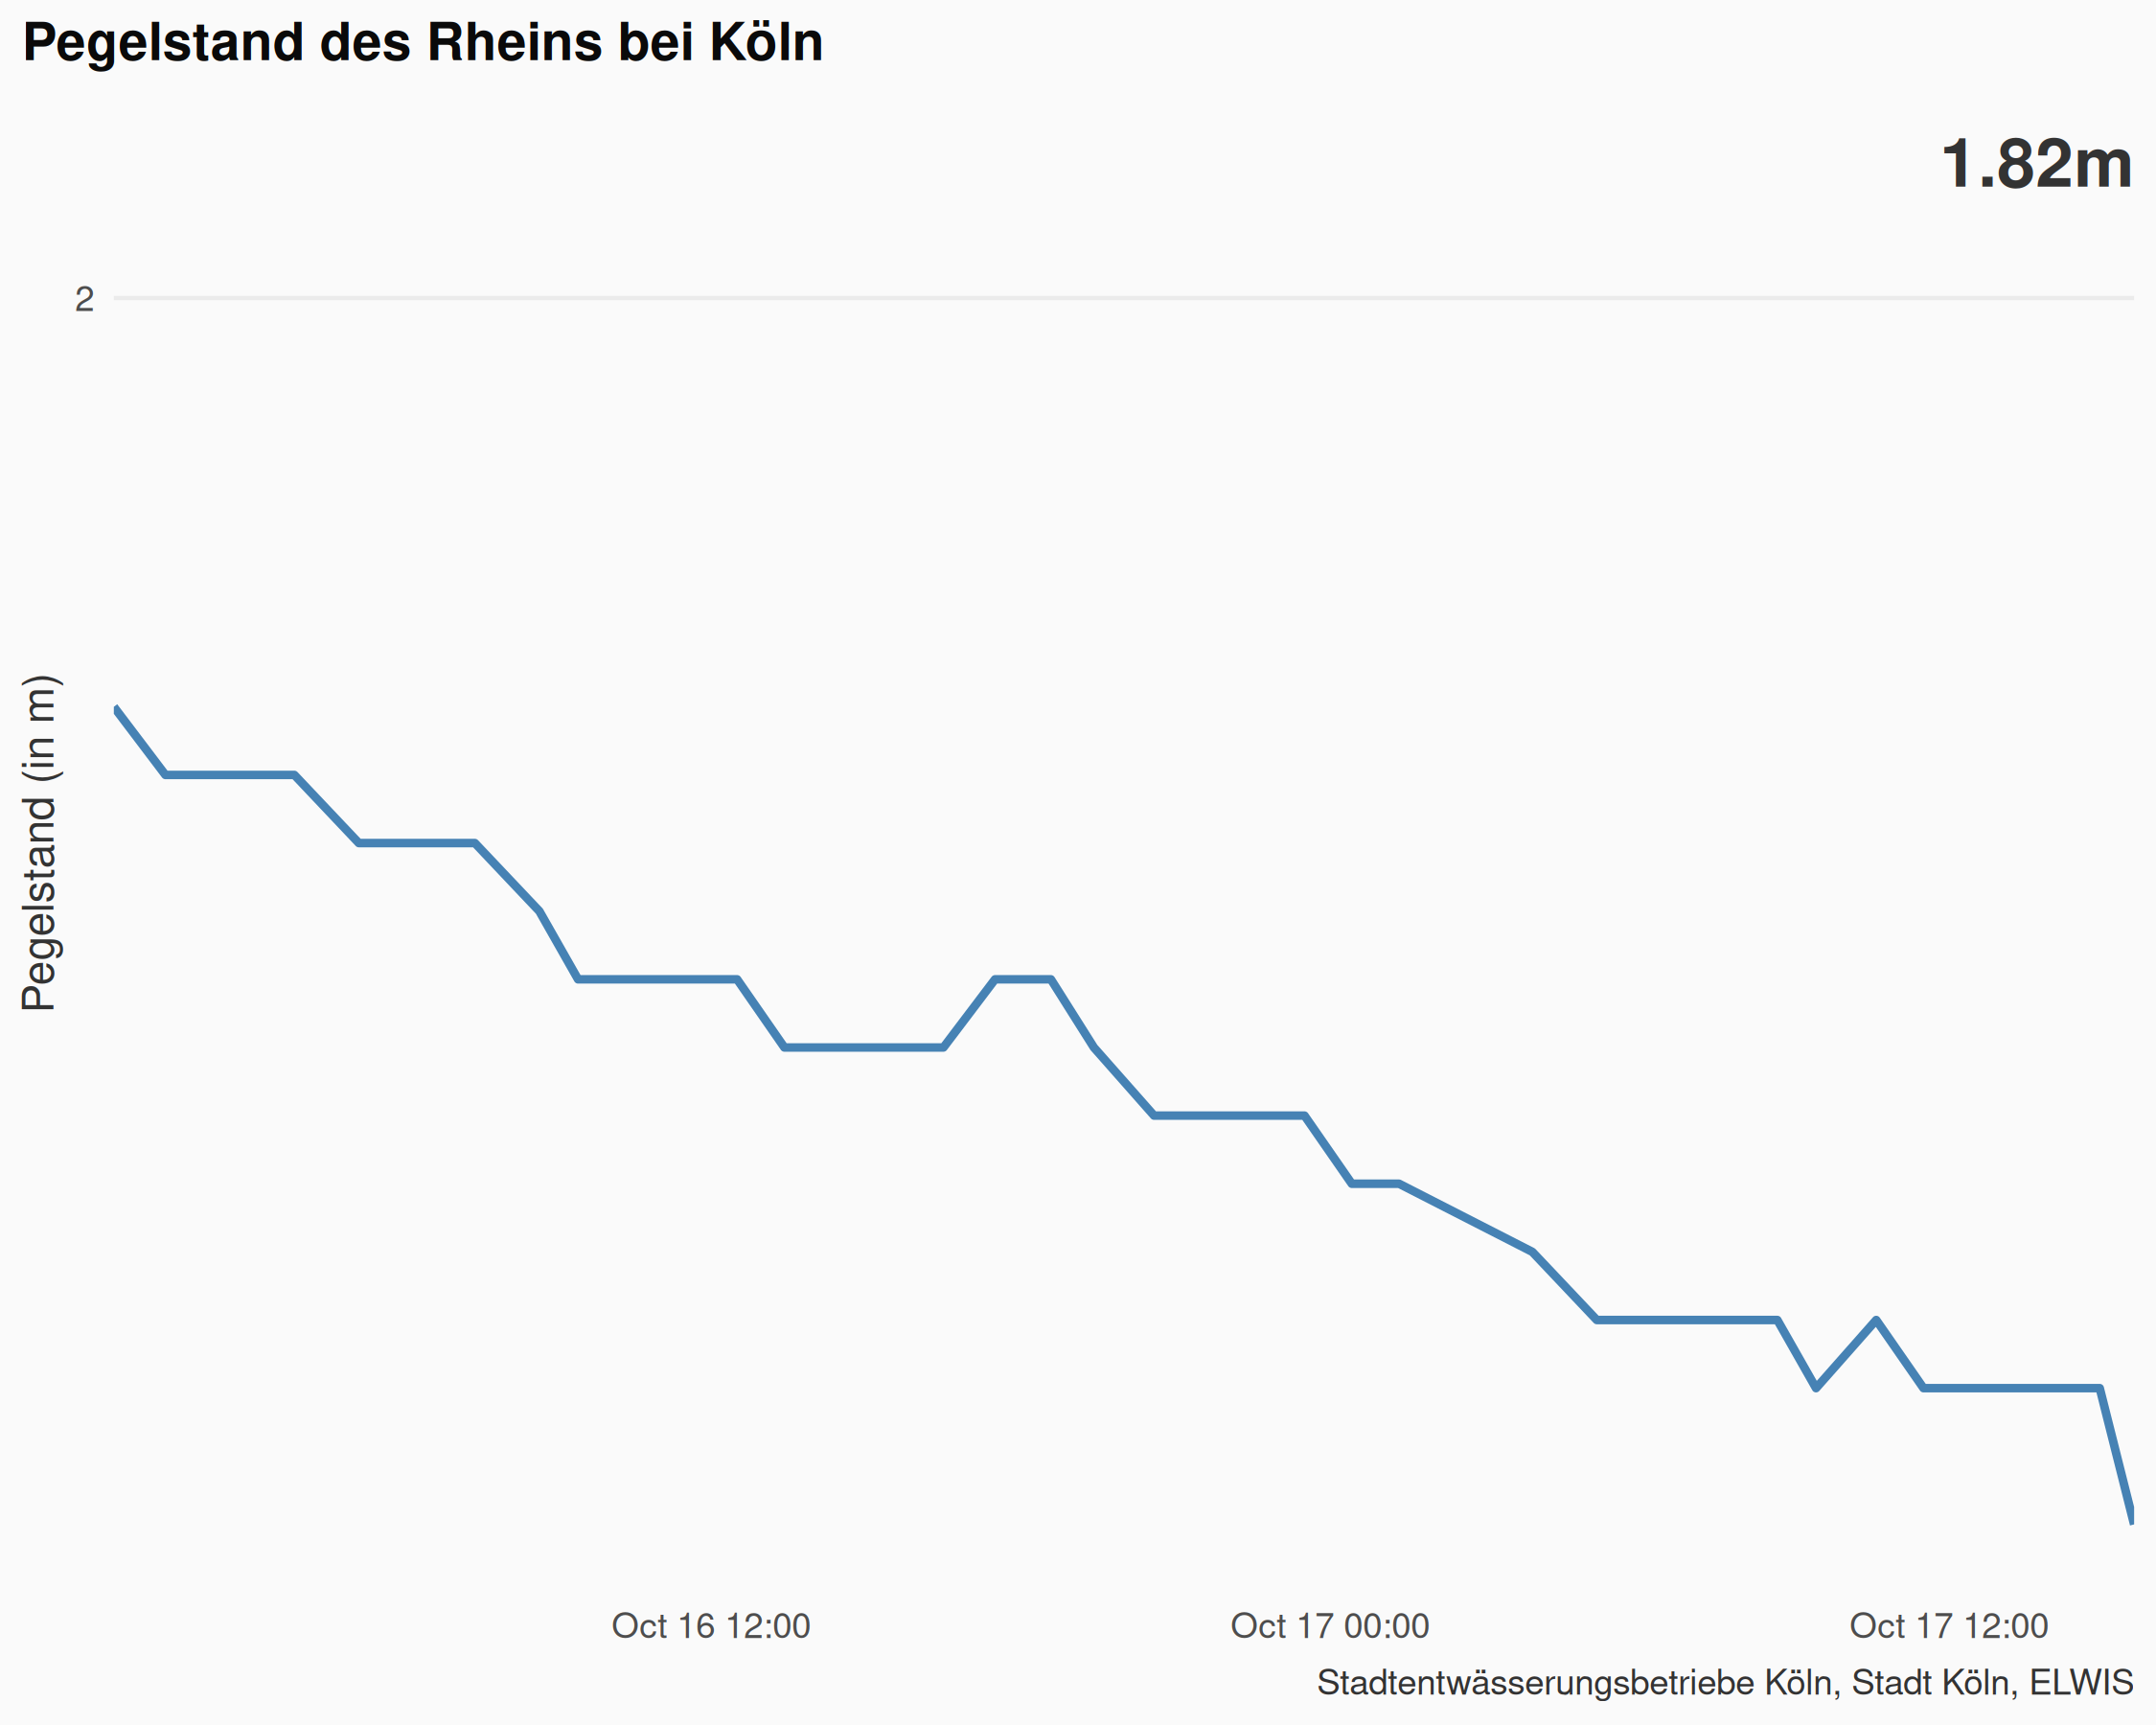 Pegelstand des Rheins bei Köln
1.82m
2
Pegelstand (in m)
Oct 16 12:00
Oct 17 00:00
Oct 17 12:00
Stadtentwässerungsbetriebe Köln, Stadt Köln, ELWIS